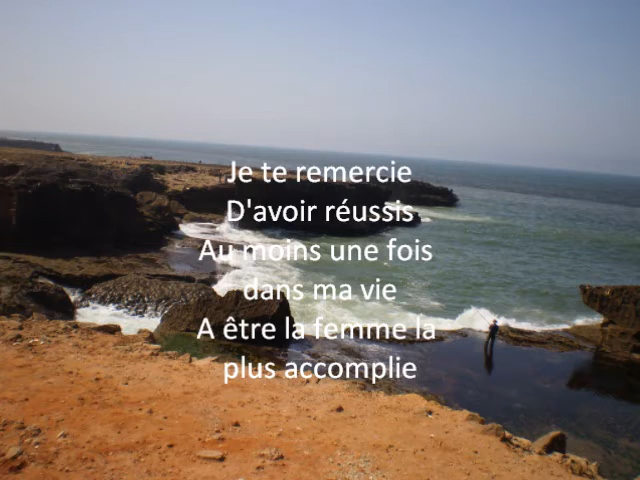 Je te remercie
D'avoir réussis
Au moins une fois
dans ma vie
A être la femme la
plus accomplie